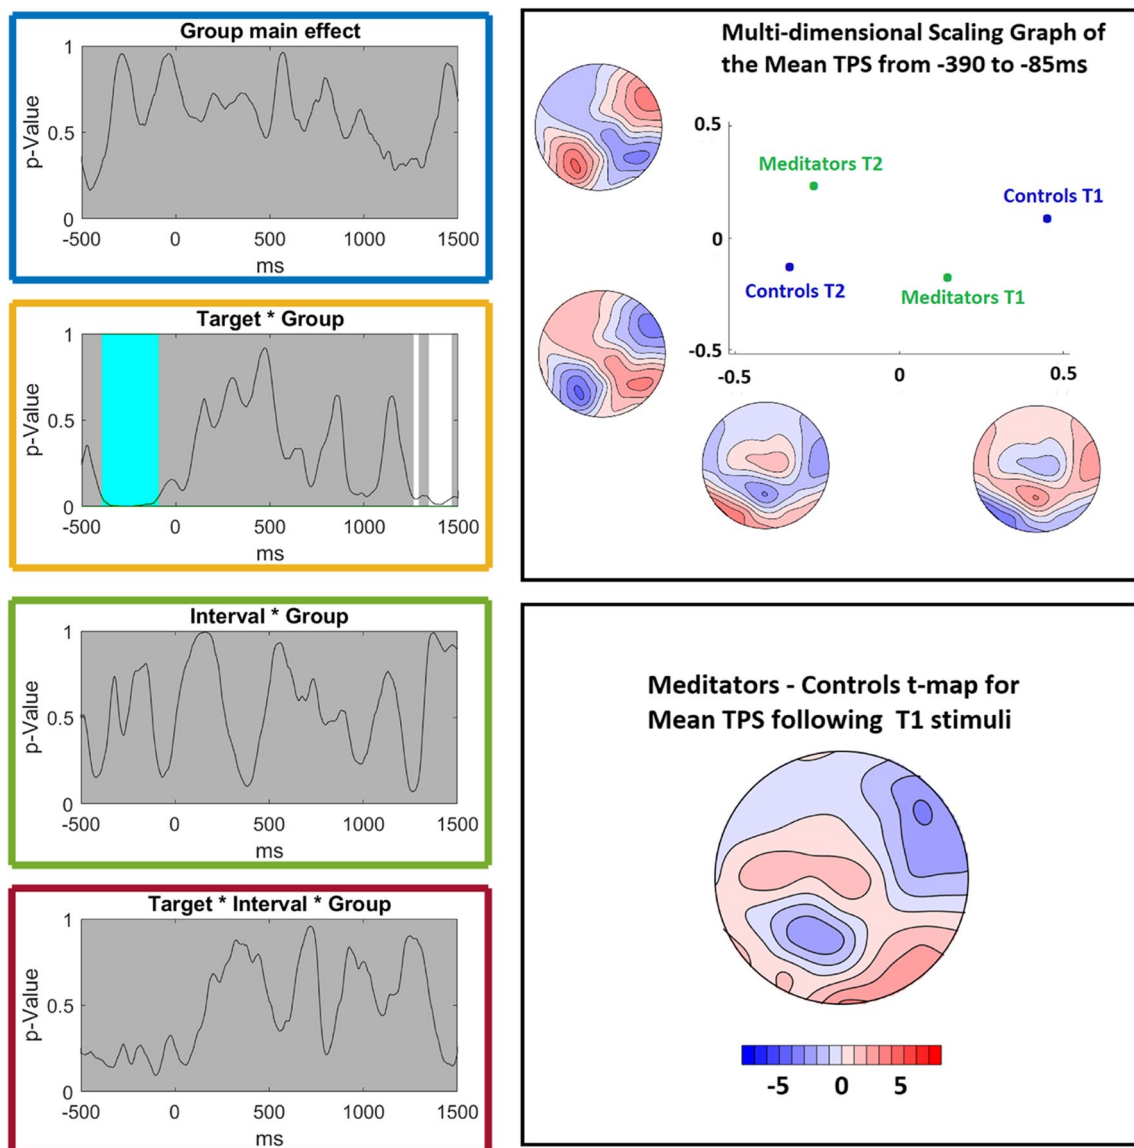 Group main effect
1
0.5
0
p-Value
-500 0 500 1000 1500
ms
Target * Group
1
0.5
0
p-Value
-500 0 500 1000 1500
ms
Interval * Group
1
0.5
0
p-Value
-500 0 500 1000 1500
ms
Target * Interval * Group
1
0.5
0
p-Value
-500 0 500 1000 1500
ms
Multi-dimensional Scaling Graph of
the Mean TPS from -390 to -85ms
0.5
Meditators T2
Controls T1
0
Controls T2
Meditators T1
-0.5
-0.5 0 0.5
Meditators - Controls t-map for
Mean TPS following T1 stimuli
-5 0 5